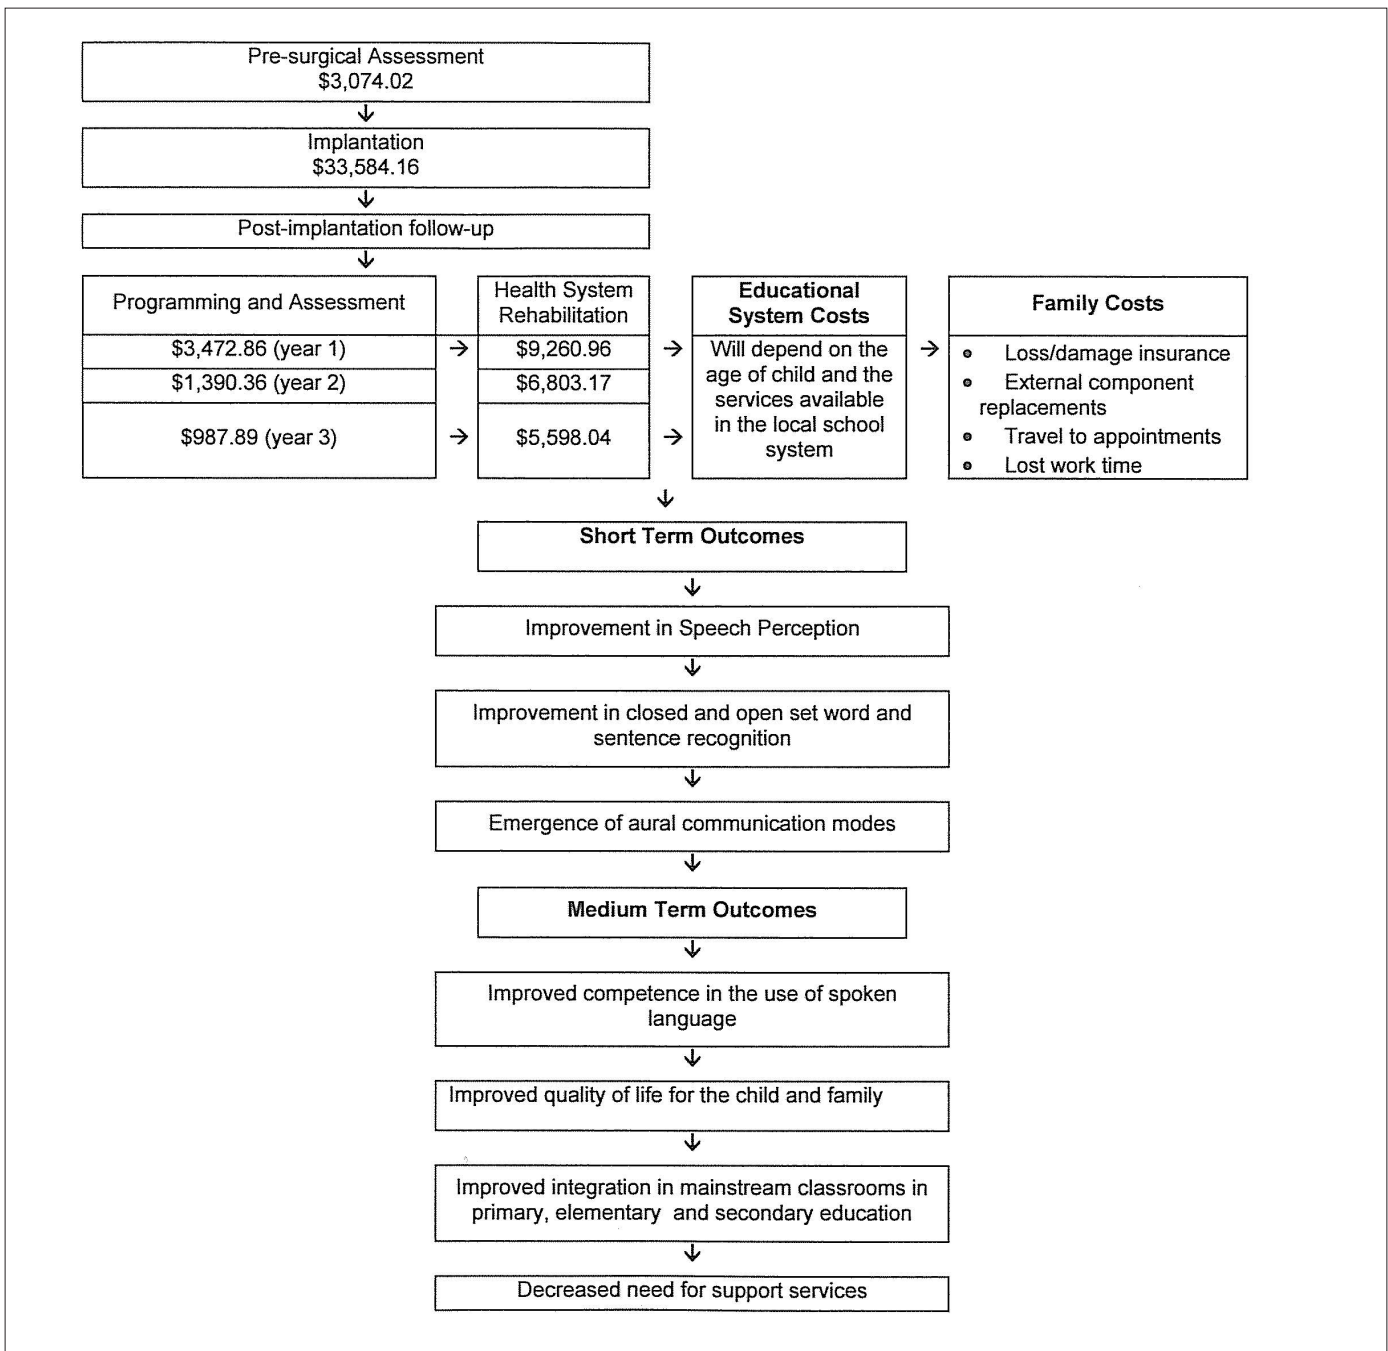 Pre-surgical Assessment
$3,074.02
Implantation
$33,584.16
Post-implantation follow-up
Programming and Assessment
$3,472.86 (year 1)
$1,390.36 (year 2)
$987.89 (year 3)
Health System
Rehabilitation
$9,260.96
$6,803.17
$5,598.04
Educational
System Costs
Will depend on the
age of child and the
services available
in the local school
system
Family Costs
• Loss/damage insurance
• External component
replacements
• Travel to appointments
• Lost work time
Short Term Outcomes
Improvement in Speech Perception
Improvement in closed and open set word and
sentence recognition
Emergence of aural communication modes
Medium Term Outcomes
Improved competence in the use of spoken
language
Improved quality of life for the child and family
Improved integration in mainstream classrooms in
primary, elementary and secondary education
Decreased need for support services